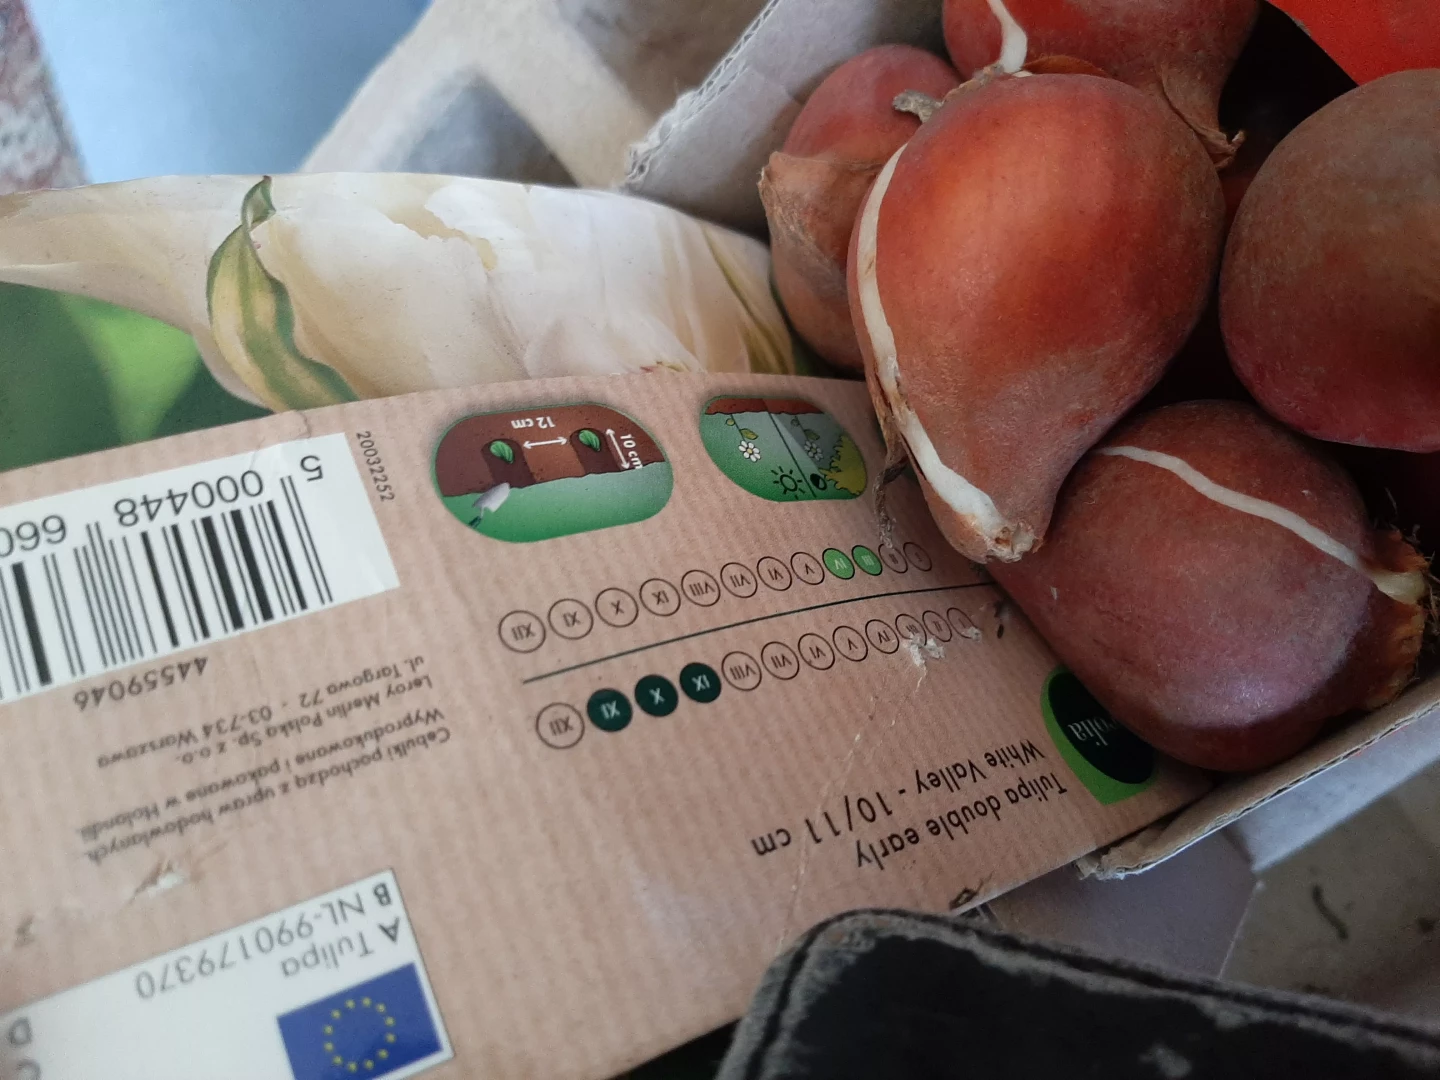 Tulipa double early
White Valley - 10/11 cm
I II III IV V VI VII VIII IX X XI XII
I II III IV V VI VII VIII IX X XI XII
10 cm
12 cm
20032252
5 000448 660
44559046
Cebulki pochodzą z upraw hodowlanych.
Wyprodukowane i pakowane w Holandii.
Leroy Merlin Polska Sp. z o.o.
ul. Targowa 72 - 03-734 Warszawa
A Tulipa
B NL-990179370
C
D